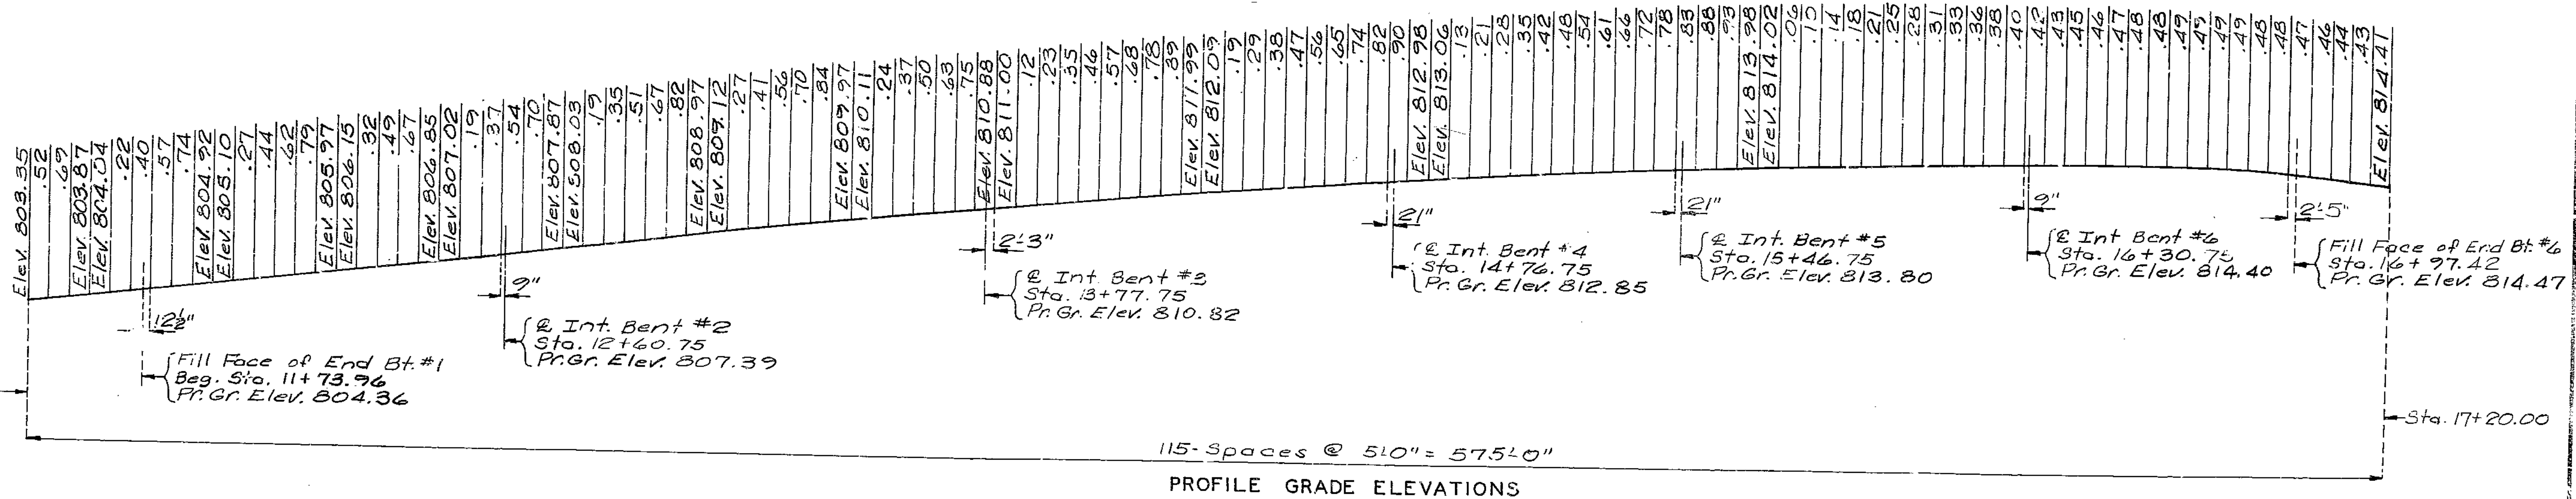 Elev. 803.35
.52
.69
Elev. 803.87
Elev. 804.04
.22
.40
.57
.74
Elev. 804.92
Elev. 805.10
.27
.44
.62
.79
Elev. 805.97
Elev. 806.15
.32
.49
.67
Elev. 806.85
Elev. 807.02
.19
.37
.54
.70
Elev. 807.87
Elev. 808.03
.19
.35
.51
.67
.82
Elev. 808.97
Elev. 809.12
.27
.41
.56
.70
.84
Elev. 809.97
Elev. 810.11
.24
.37
.50
.63
.75
Elev. 810.88
Elev. 811.00
.12
.23
.35
.46
.57
.68
.78
.89
Elev. 811.99
Elev. 812.09
.19
.29
.38
.47
.56
.65
.74
.82
.90
Elev. 812.98
Elev. 813.06
.13
.21
.28
.35
.42
.48
.54
.61
.66
.72
.78
.83
.88
.93
Elev. 813.98
Elev. 814.02
.06
.10
.14
.18
.21
.25
.28
.31
.33
.36
.38
.40
.42
.43
.45
.46
.47
.48
.48
.49
.49
.49
.49
.48
.48
.47
.46
.44
.43
Elev. 814.41
12½"
Fill Face of End Bt. #1
Beg. Sta. 11+73.96
Pr. Gr. Elev. 804.36
9"
℄ Int. Bent #2
Sta. 12+60.75
Pr. Gr. Elev. 807.39
2'-3"
℄ Int. Bent #3
Sta. 13+77.75
Pr. Gr. Elev. 810.82
21"
℄ Int. Bent #4
Sta. 14+76.75
Pr. Gr. Elev. 812.85
21"
℄ Int. Bent #5
Sta. 15+46.75
Pr. Gr. Elev. 813.80
9"
℄ Int. Bent #6
Sta. 16+30.75
Pr. Gr. Elev. 814.40
2'-5"
Fill Face of End Bt. #6
Sta. 16+97.42
Pr. Gr. Elev. 814.47
Sta. 17+20.00
115-Spaces @ 5'-0" = 575'-0"
PROFILE GRADE ELEVATIONS